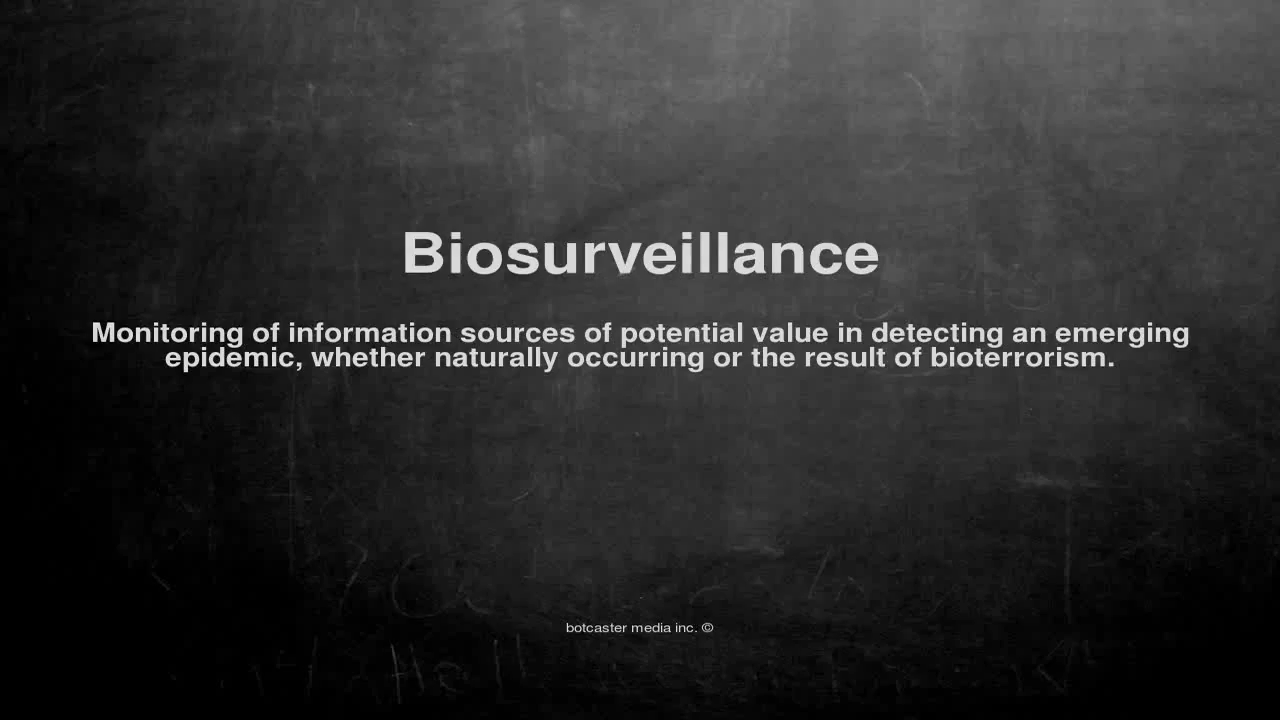 Biosurveillance
Monitoring of information sources of potential value in detecting an emerging
epidemic, whether naturally occurring or the result of bioterrorism.
botcaster media inc. ©